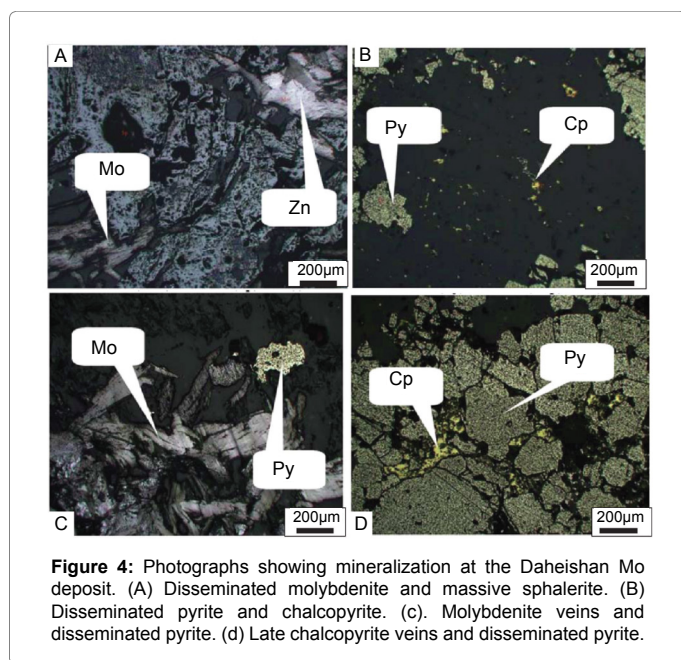 A
Mo
Zn
200µm
B
Py
Cp
200µm
Mo
Py
C
200µm
Cp
Py
D
200µm
Figure 4: Photographs showing mineralization at the Daheishan Mo
deposit. (A) Disseminated molybdenite and massive sphalerite. (B)
Disseminated pyrite and chalcopyrite. (c). Molybdenite veins and
disseminated pyrite. (d) Late chalcopyrite veins and disseminated pyrite.